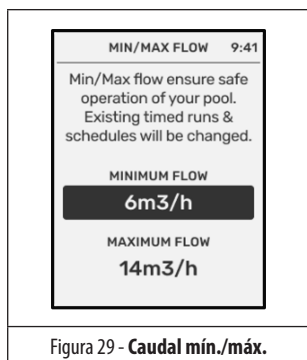 MIN/MAX FLOW 9:41
Min/Max flow ensure safe
operation of your pool.
Existing timed runs &
schedules will be changed.
MINIMUM FLOW
6m3/h
MAXIMUM FLOW
14m3/h
Figura 29 - Caudal mín./máx.